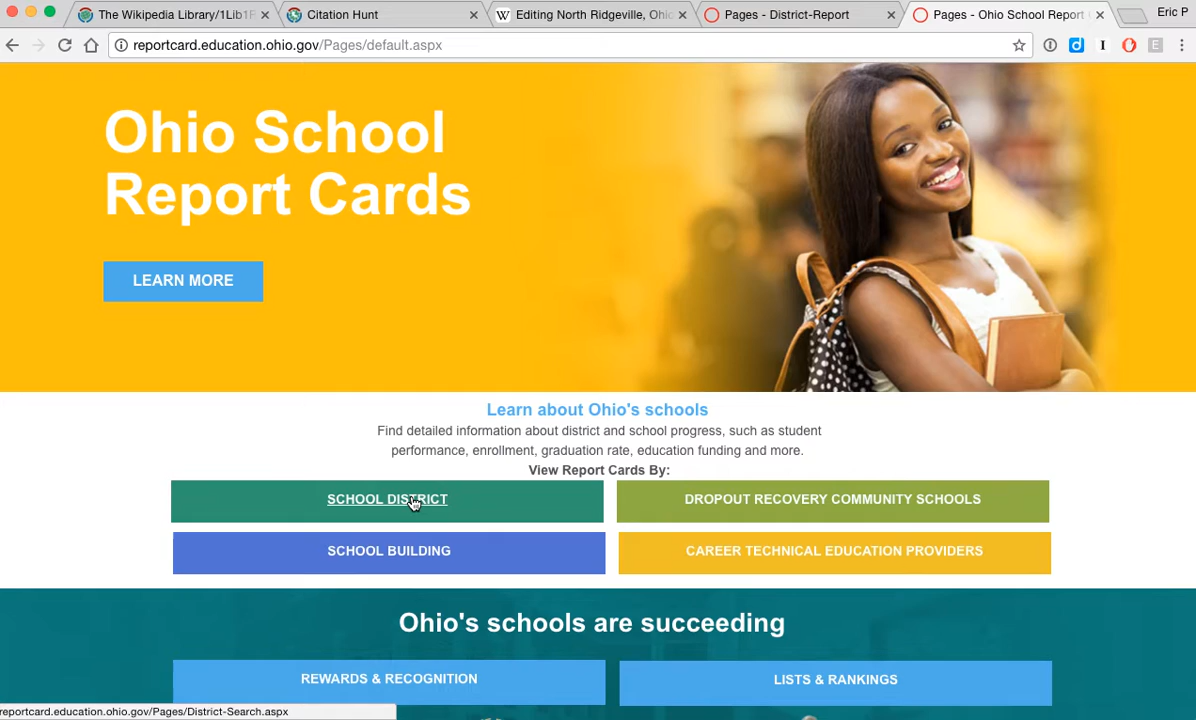 The Wikipedia Library/1Lib1R
Citation Hunt
Editing North Ridgeville, Ohio
Pages - District-Report
Pages - Ohio School Report
Eric P
reportcard.education.ohio.gov/Pages/default.aspx
Ohio School
Report Cards
LEARN MORE
Learn about Ohio's schools
Find detailed information about district and school progress, such as student
performance, enrollment, graduation rate, education funding and more.
View Report Cards By:
SCHOOL DISTRICT
DROPOUT RECOVERY COMMUNITY SCHOOLS
SCHOOL BUILDING
CAREER TECHNICAL EDUCATION PROVIDERS
Ohio's schools are succeeding
REWARDS & RECOGNITION
LISTS & RANKINGS
reportcard.education.ohio.gov/Pages/District-Search.aspx